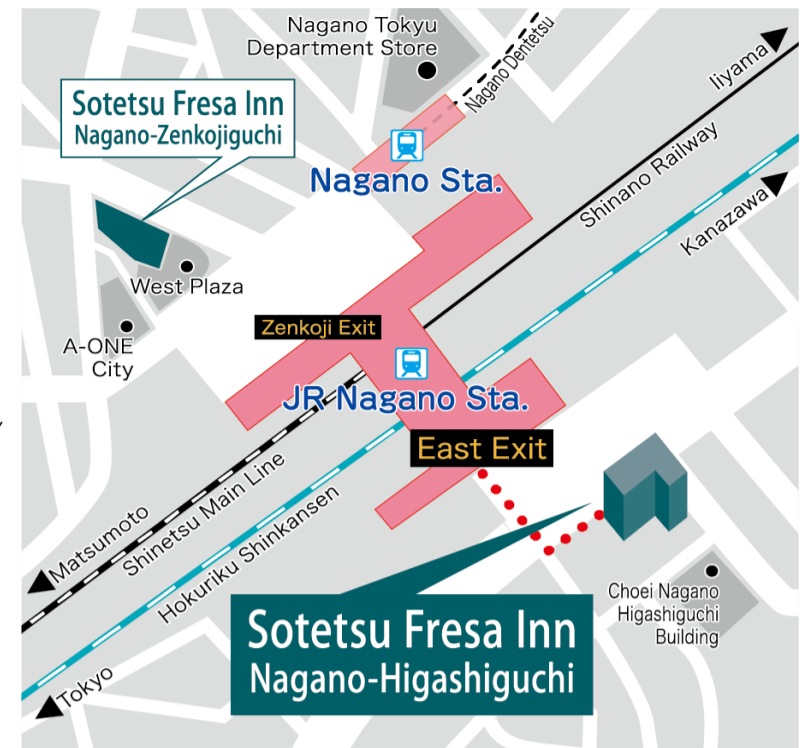 Nagano Tokyu
Department Store
Nagano Dentetsu
Iiyama
Sotetsu Fresa Inn
Nagano-Zenkojiguchi
Nagano Sta.
Shinano Railway
Kanazawa
West Plaza
A-ONE
City
Zenkoji Exit
JR Nagano Sta.
East Exit
Matsumoto
Shinetsu Main Line
Hokuriku Shinkansen
Tokyo
Choei Nagano
Higashiguchi
Building
Sotetsu Fresa Inn
Nagano-Higashiguchi